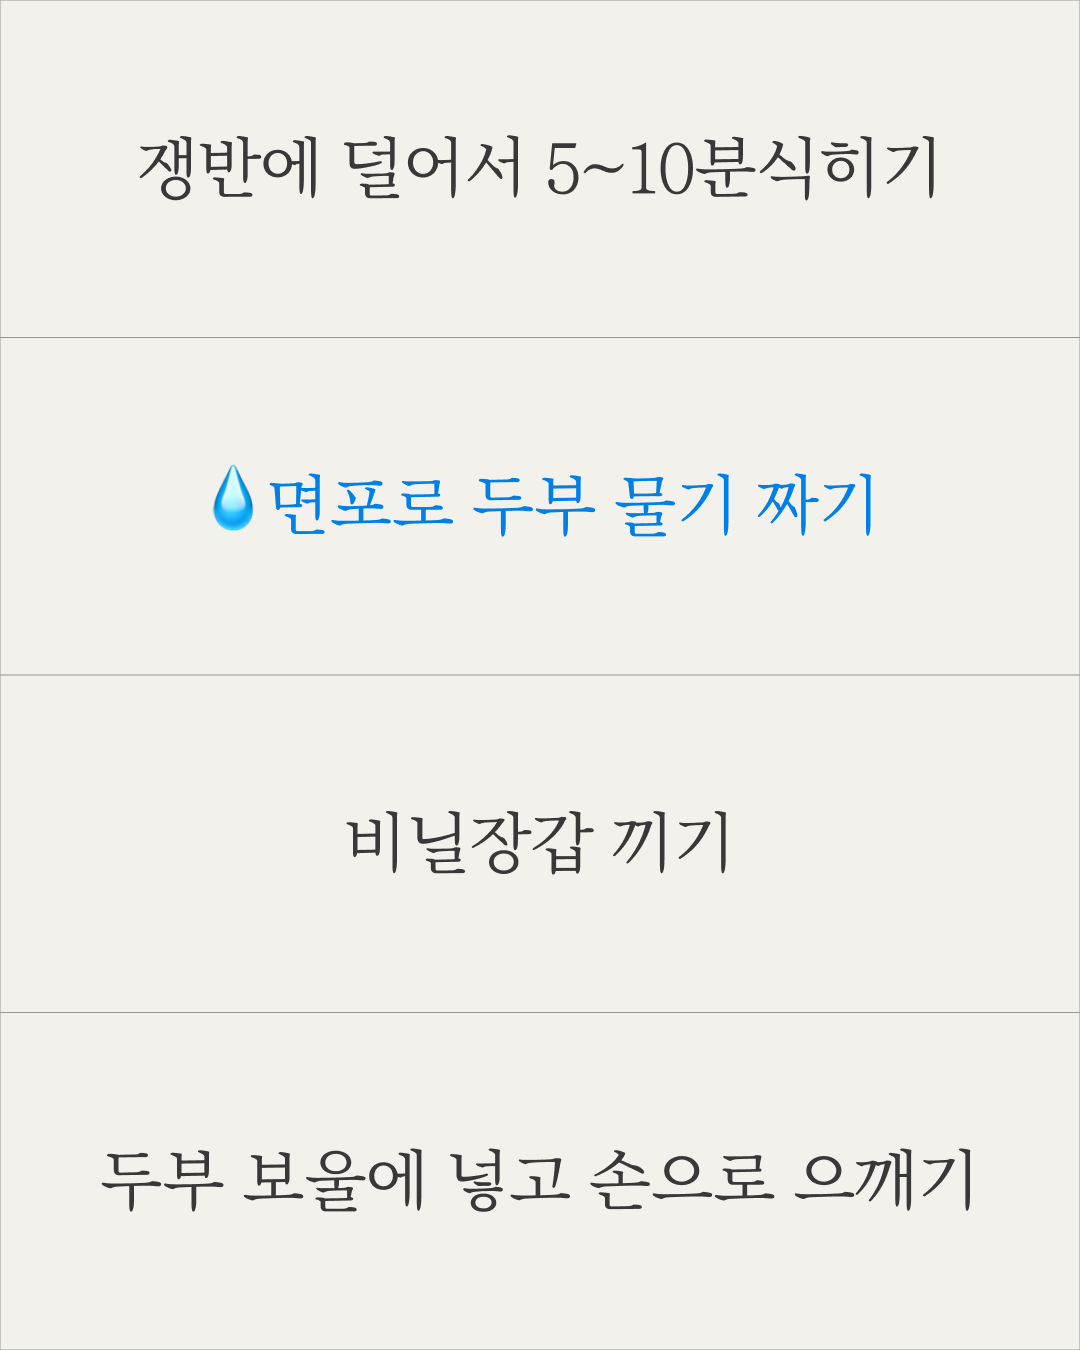 쟁반에 덜어서 5~10분식히기
💧면포로 두부 물기 짜기
비닐장갑 끼기
두부 보울에 넣고 손으로 으깨기